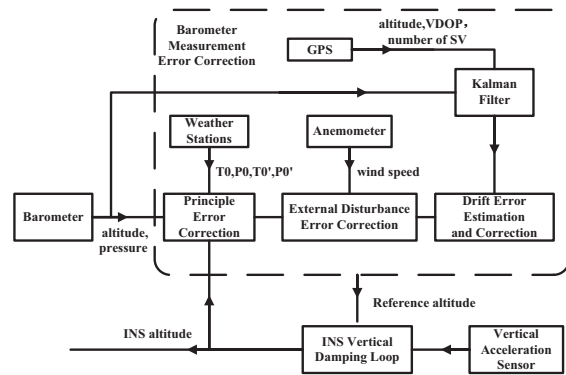 Barometer
Measurement
Error Correction
altitude,VDOP，
number of SV
GPS
Kalman
Filter
Weather
Stations
Anemometer
T0,P0,T0',P0'
wind speed
Barometer
altitude,
pressure
Principle
Error
Correction
External Disturbance
Error Correction
Drift Error
Estimation
and Correction
Reference altitude
INS altitude
INS Vertical
Damping Loop
Vertical
Acceleration
Sensor